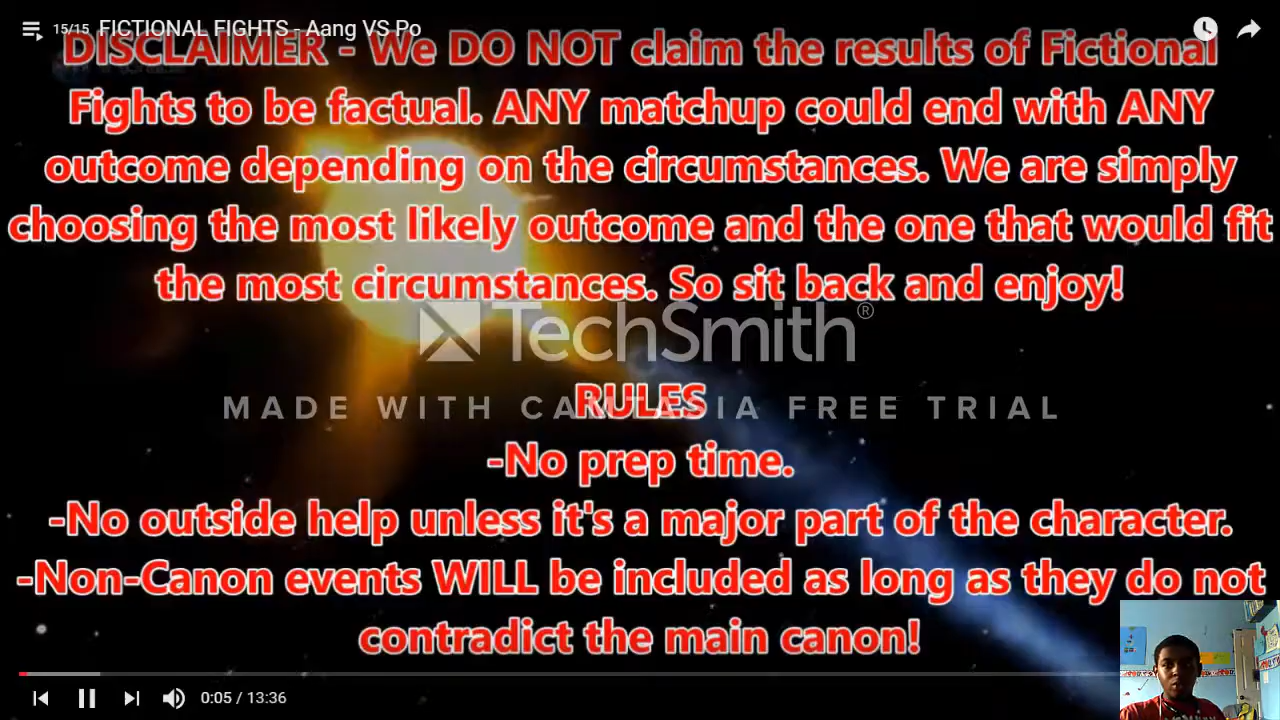 15/15 FICTIONAL FIGHTS - Aang VS Po
DISCLAIMER - We DO NOT claim the results of Fictional
Fights to be factual. ANY matchup could end with ANY
outcome depending on the circumstances. We are simply
choosing the most likely outcome and the one that would fit
the most circumstances. So sit back and enjoy!
TechSmith®
MADE WITH CAMTASIA FREE TRIAL
RULES
-No prep time.
-No outside help unless it's a major part of the character.
-Non-Canon events WILL be included as long as they do not
contradict the main canon!
0:05 / 13:36